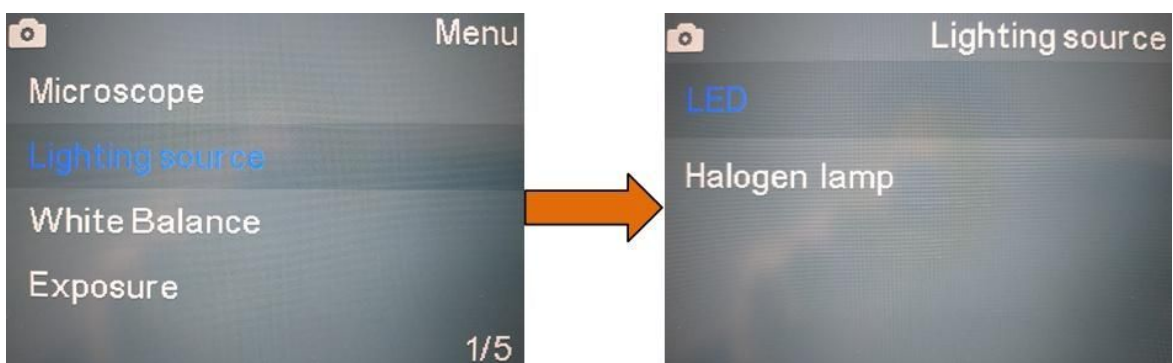 Menu
Microscope
Lighting source
White Balance
Exposure
1/5
Lighting source
LED
Halogen lamp